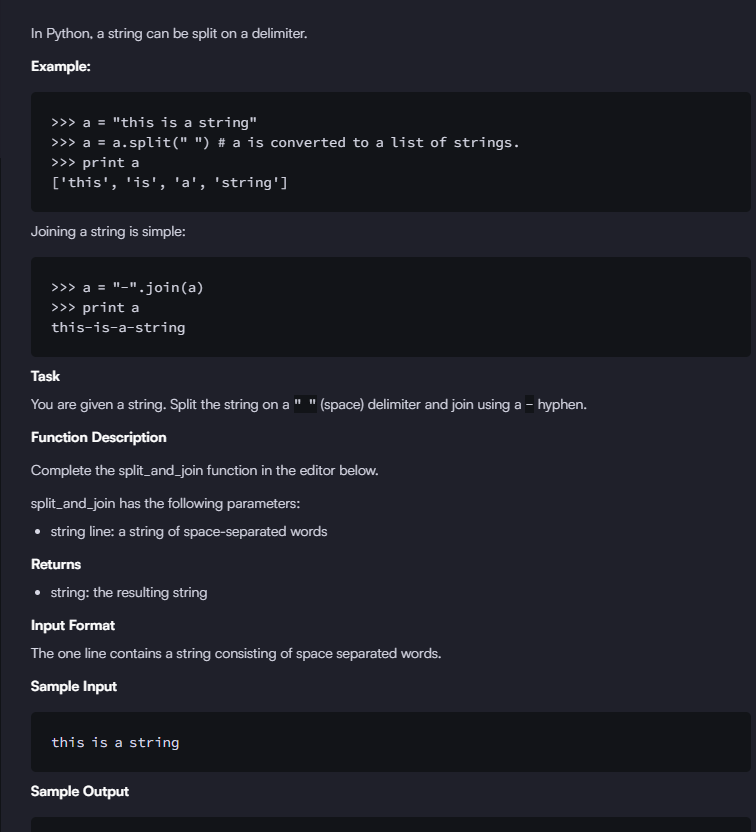 In Python, a string can be split on a delimiter.
Example:
>>> a = "this is a string"
>>> a = a.split(" ") # a is converted to a list of strings.
>>> print a
['this', 'is', 'a', 'string']
Joining a string is simple:
>>> a = "-".join(a)
>>> print a
this-is-a-string
Task
You are given a string. Split the string on a " " (space) delimiter and join using a - hyphen.
Function Description
Complete the split_and_join function in the editor below.
split_and_join has the following parameters:
• string line: a string of space-separated words
Returns
• string: the resulting string
Input Format
The one line contains a string consisting of space separated words.
Sample Input
this is a string
Sample Output